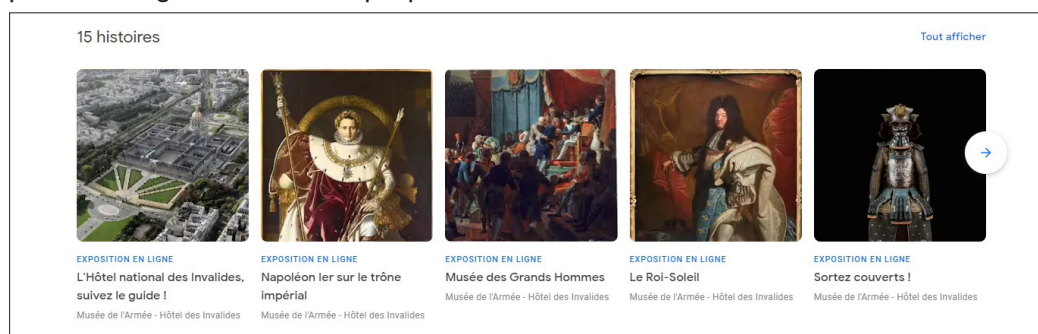 15 histoires
Tout afficher
EXPOSITION EN LIGNE
L'Hôtel national des Invalides,
suivez le guide !
Musée de l'Armée - Hôtel des Invalides
EXPOSITION EN LIGNE
Napoléon Ier sur le trône
impérial
Musée de l'Armée - Hôtel des Invalides
EXPOSITION EN LIGNE
Musée des Grands Hommes
Musée de l'Armée - Hôtel des Invalides
EXPOSITION EN LIGNE
Le Roi-Soleil
Musée de l'Armée - Hôtel des Invalides
EXPOSITION EN LIGNE
Sortez couverts !
Musée de l'Armée - Hôtel des Invalides